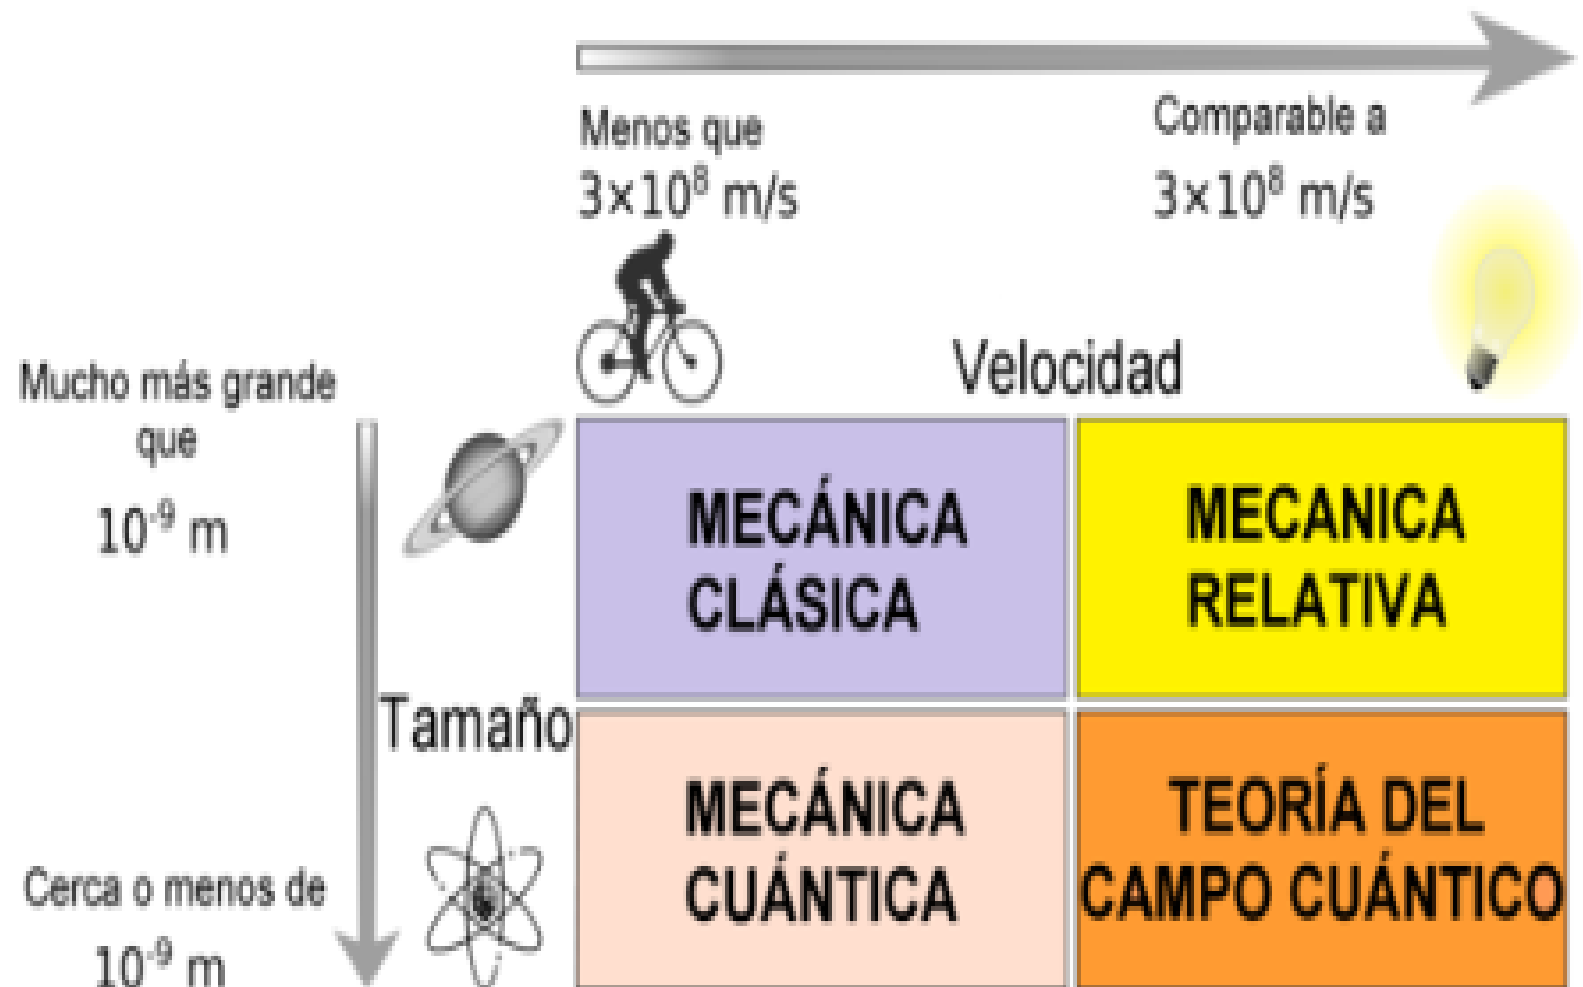 Menos que
3×10⁸ m/s
Comparable a
3×10⁸ m/s
Velocidad
Mucho más grande
que
10⁻⁹ m
MECÁNICA
CLÁSICA
MECANICA
RELATIVA
Tamaño
MECÁNICA
CUÁNTICA
TEORÍA DEL
CAMPO CUÁNTICO
Cerca o menos de
10⁻⁹ m